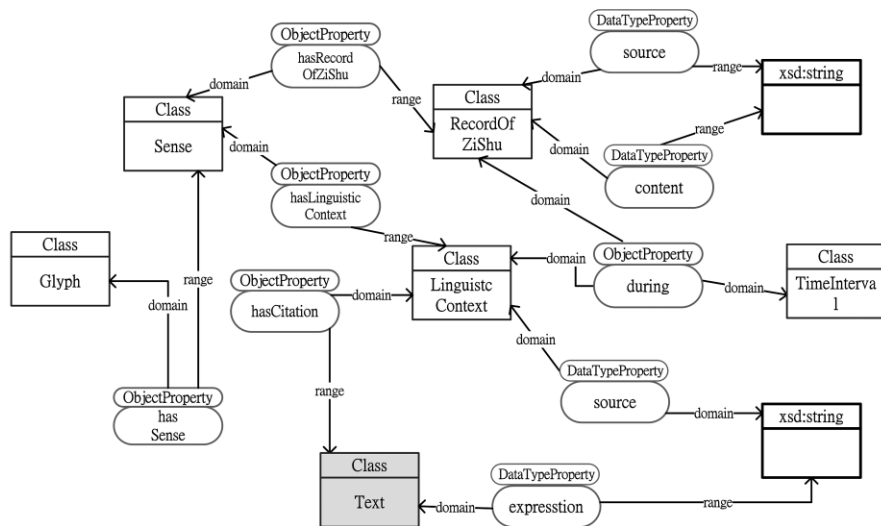 ObjectProperty
hasRecord
OfZiShu
DataTypeProperty
source
domain
domain
range
xsd:string
Class
Sense
range
Class
RecordOf
ZiShu
domain
range
domain
DataTypeProperty
content
ObjectProperty
hasLinguistic
Context
domain
range
Class
Glyph
range
domain
ObjectProperty
hasCitation
domain
Class
Linguistc
Context
domain
ObjectProperty
during
domain
Class
TimeInterva
l
domain
range
DataTypeProperty
source
domain
xsd:string
ObjectProperty
has
Sense
Class
Text
domain
DataTypeProperty
expresstion
range